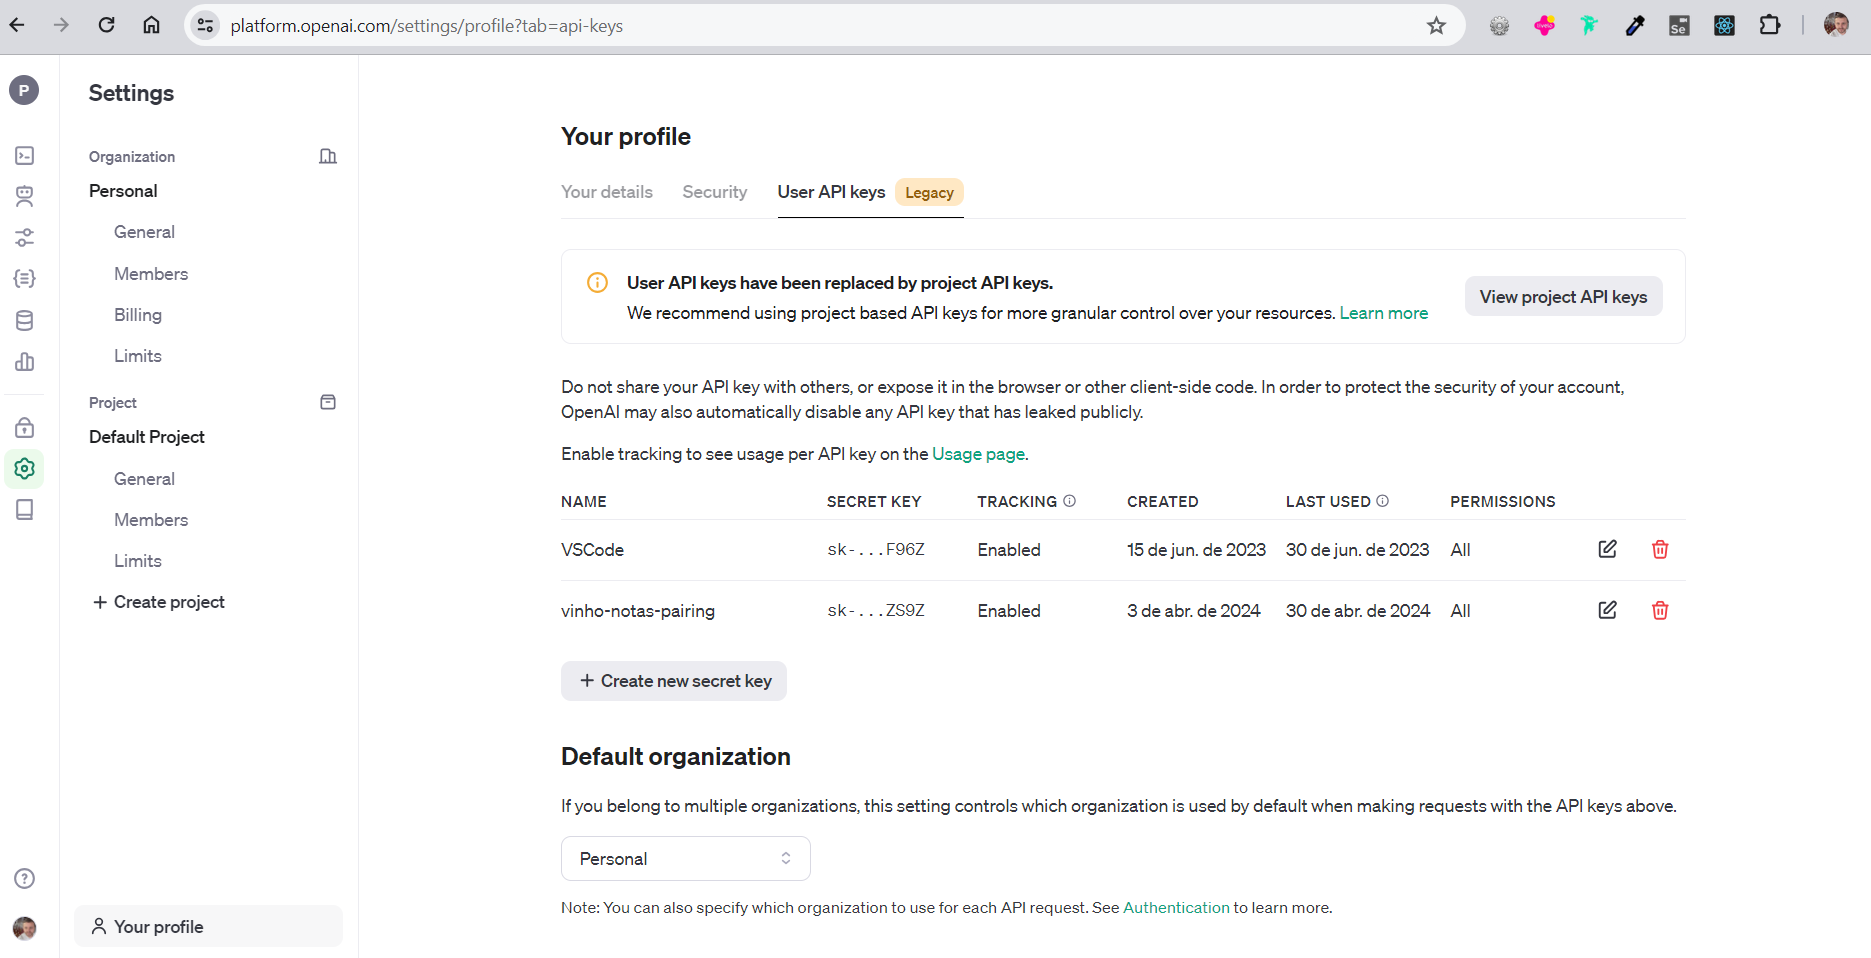 platform.openai.com/settings/profile?tab=api-keys
Se
P
Settings
Organization
Personal
General
Members
Billing
Limits
Project
Default Project
General
Members
Limits
+ Create project
Your profile
Your profile
Your details Security User API keys Legacy
User API keys have been replaced by project API keys.
We recommend using project based API keys for more granular control over your resources. Learn more
View project API keys
Do not share your API key with others, or expose it in the browser or other client-side code. In order to protect the security of your account,
OpenAI may also automatically disable any API key that has leaked publicly.
Enable tracking to see usage per API key on the Usage page.
NAME SECRET KEY TRACKING CREATED LAST USED PERMISSIONS
VSCode sk-...F96Z Enabled 15 de jun. de 2023 30 de jun. de 2023 All
vinho-notas-pairing sk-...ZS9Z Enabled 3 de abr. de 2024 30 de abr. de 2024 All
+ Create new secret key
Default organization
If you belong to multiple organizations, this setting controls which organization is used by default when making requests with the API keys above.
Personal
Note: You can also specify which organization to use for each API request. See Authentication to learn more.